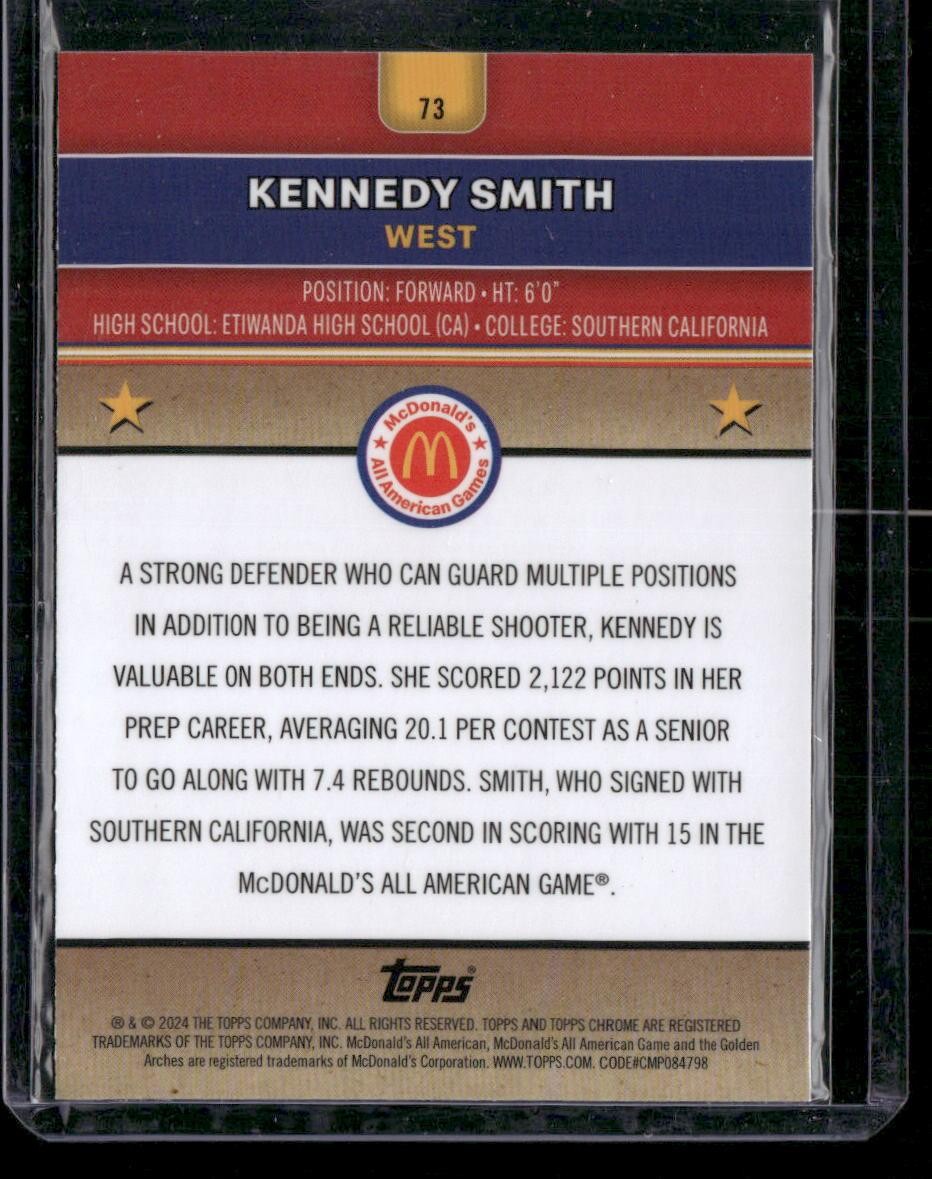 73
KENNEDY SMITH
WEST
POSITION: FORWARD • HT: 6'0"
HIGH SCHOOL: ETIWANDA HIGH SCHOOL (CA) • COLLEGE: SOUTHERN CALIFORNIA
McDonald's
All American Games
A STRONG DEFENDER WHO CAN GUARD MULTIPLE POSITIONS
IN ADDITION TO BEING A RELIABLE SHOOTER, KENNEDY IS
VALUABLE ON BOTH ENDS. SHE SCORED 2,122 POINTS IN HER
PREP CAREER, AVERAGING 20.1 PER CONTEST AS A SENIOR
TO GO ALONG WITH 7.4 REBOUNDS. SMITH, WHO SIGNED WITH
SOUTHERN CALIFORNIA, WAS SECOND IN SCORING WITH 15 IN THE
McDONALD'S ALL AMERICAN GAME®.
Topps®
® & © 2024 THE TOPPS COMPANY, INC. ALL RIGHTS RESERVED. TOPPS AND TOPPS CHROME ARE REGISTERED
TRADEMARKS OF THE TOPPS COMPANY, INC. McDonald's All American, McDonald's All American Game and the Golden
Arches are registered trademarks of McDonald's Corporation. WWW.TOPPS.COM. CODE#CMP084798